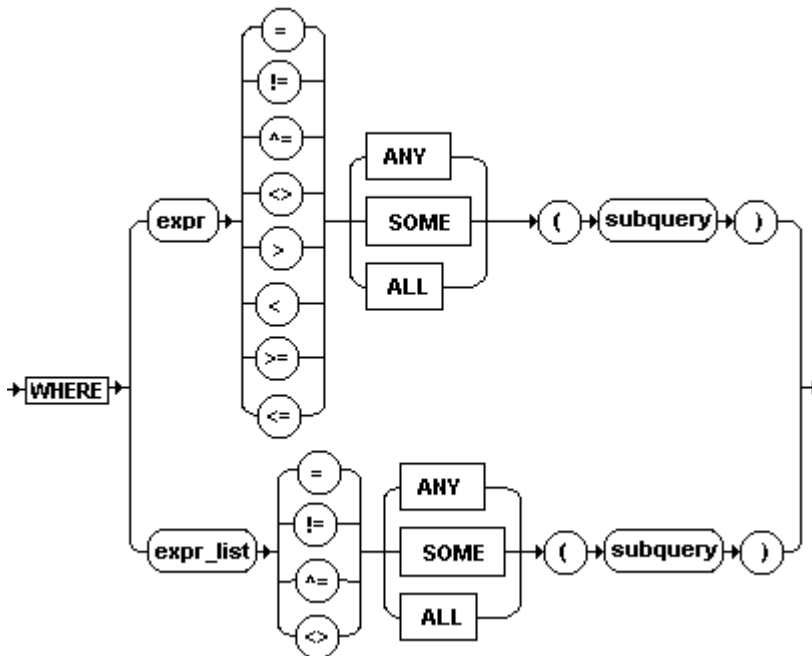 =
!=
^=
<>
>
<
>=
<=
ANY
SOME
ALL
expr
( subquery )
WHERE
=
!=
^=
<>
ANY
SOME
ALL
expr_list
( subquery )